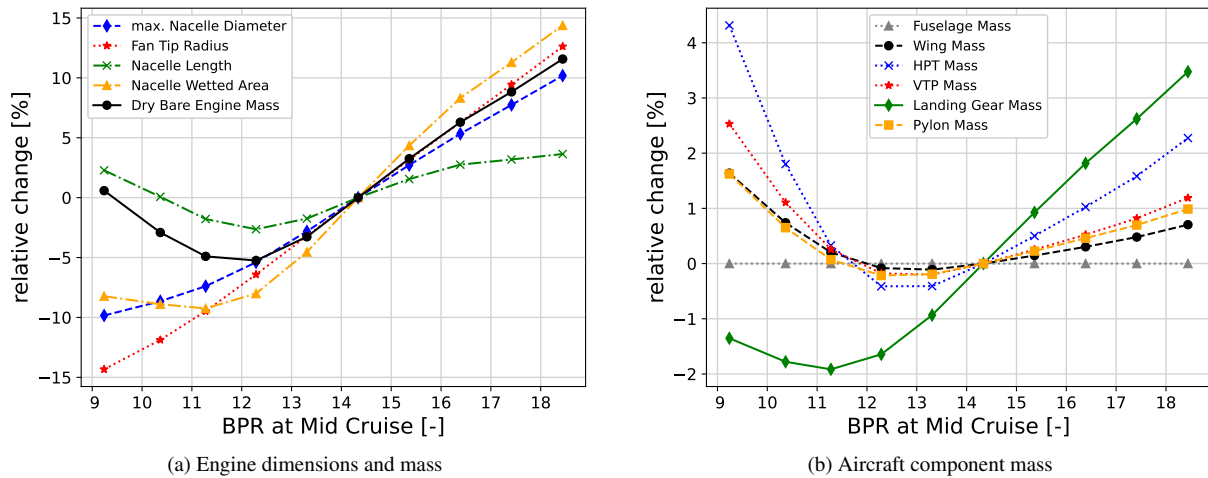 15
10
5
0
−5
−10
−15
relative change [%]
max. Nacelle Diameter
Fan Tip Radius
Nacelle Length
Nacelle Wetted Area
Dry Bare Engine Mass
9 10 11 12 13 14 15 16 17 18
BPR at Mid Cruise [-]
(a) Engine dimensions and mass
4
3
2
1
0
−1
−2
relative change [%]
Fuselage Mass
Wing Mass
HPT Mass
VTP Mass
Landing Gear Mass
Pylon Mass
9 10 11 12 13 14 15 16 17 18
BPR at Mid Cruise [-]
(b) Aircraft component mass